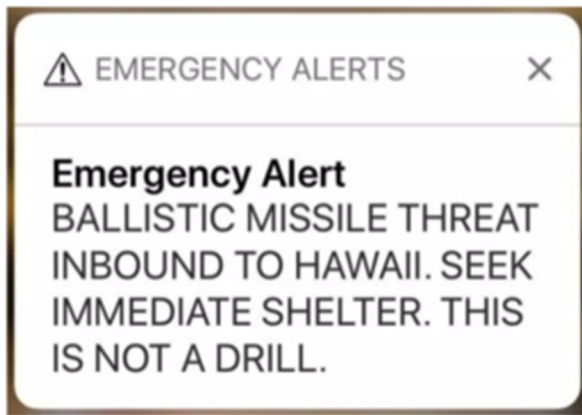 EMERGENCY ALERTS
Emergency Alert
BALLISTIC MISSILE THREAT
INBOUND TO HAWAII. SEEK
IMMEDIATE SHELTER. THIS
IS NOT A DRILL.